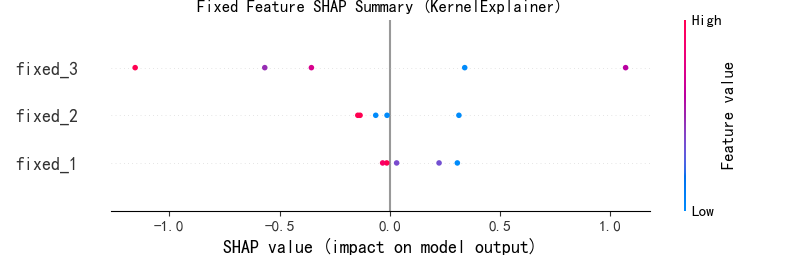 Fixed Feature SHAP Summary (KernelExplainer)
High
fixed_3
fixed_2
fixed_1
Feature value
Low
-1.0 -0.5 0.0 0.5 1.0
SHAP value (impact on model output)